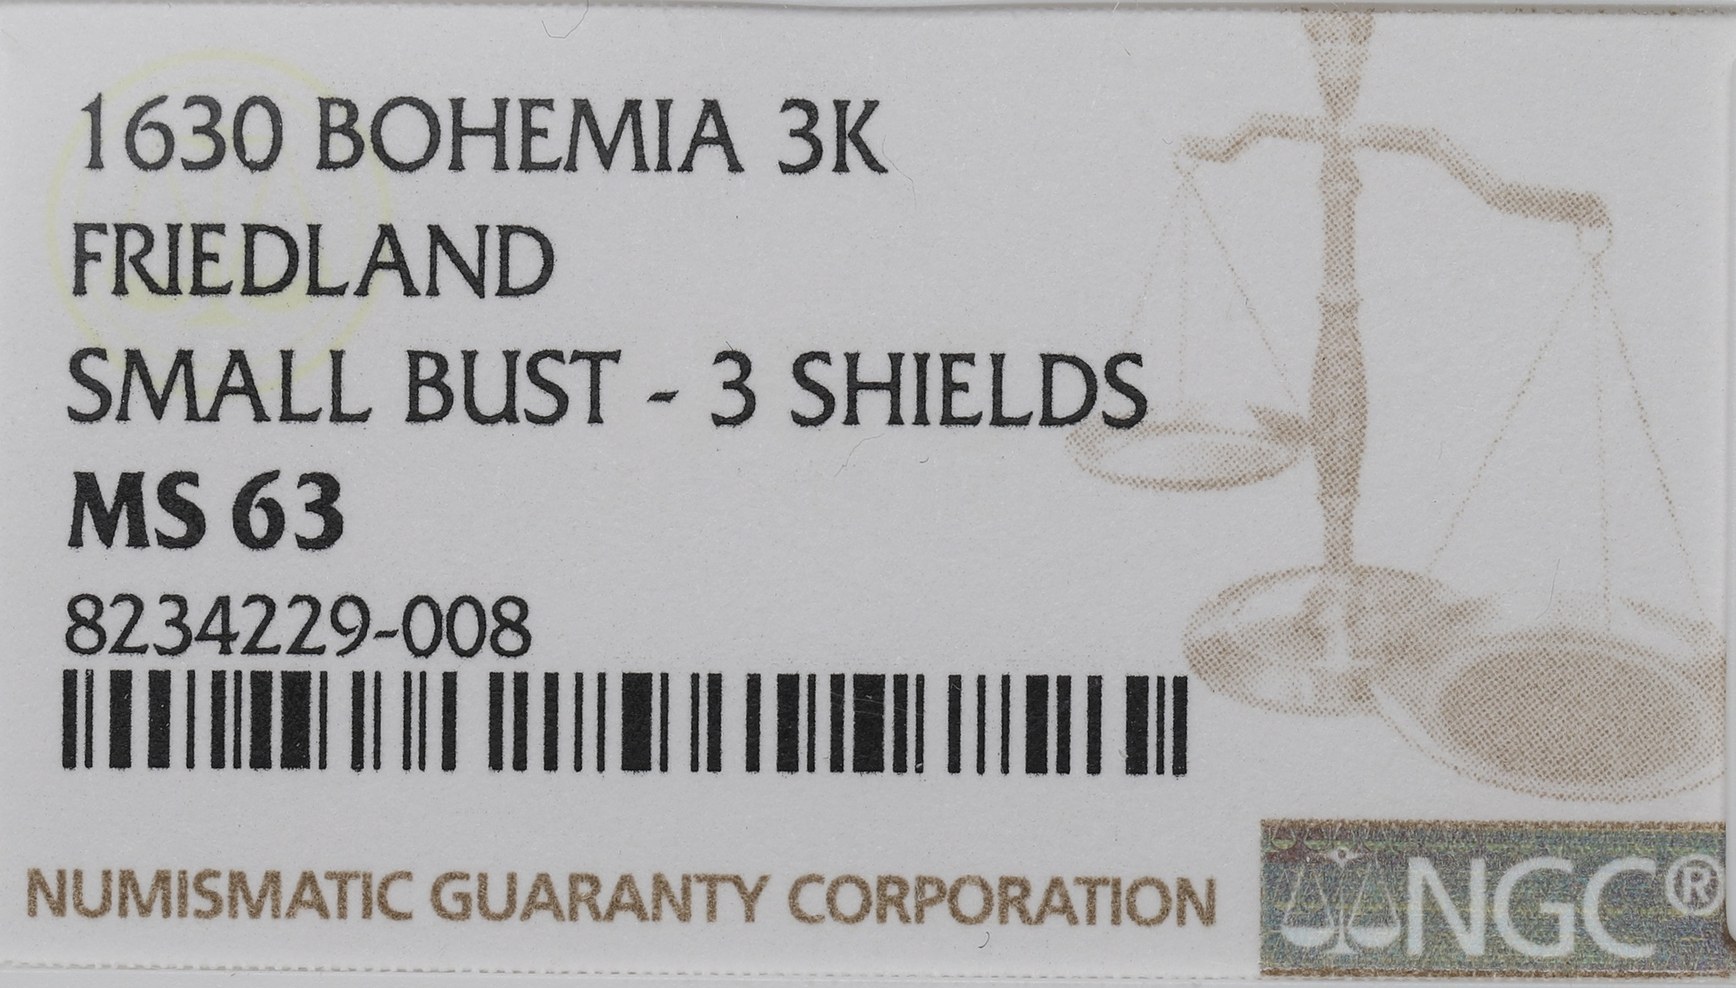 1630 BOHEMIA 3K
FRIEDLAND
SMALL BUST - 3 SHIELDS
MS 63
8234229-008
NUMISMATIC GUARANTY CORPORATION
NGC®